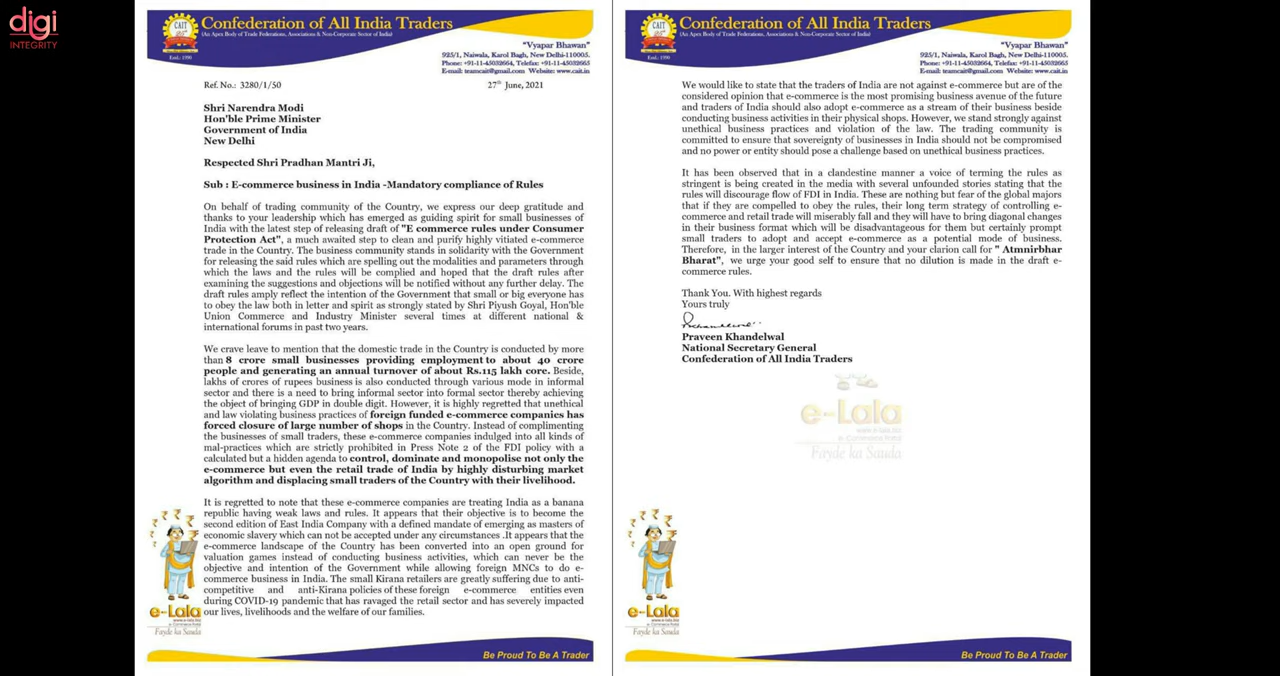 digi
INTEGRITY
CAIT
Confederation of All India Traders
(An Apex Body of Trade Federations, Associations & Non-Corporate Sector of India)
Estd.: 1990
"Vyapar Bhawan"
925/1, Naiwala, Karol Bagh, New Delhi-110005.
Phone: +91-11-45032664, Telefax: +91-11-45032665
E-mail: teamcait@gmail.com Website: www.cait.in
Ref. No.: 3280/1/50 27th June, 2021
Shri Narendra Modi
Hon'ble Prime Minister
Government of India
New Delhi
Respected Shri Pradhan Mantri Ji,
Sub : E-commerce business in India -Mandatory compliance of Rules
On behalf of trading community of the Country, we express our deep gratitude and
thanks to your leadership which has emerged as guiding spirit for small businesses of
India with the latest step of releasing draft of "E commerce rules under Consumer
Protection Act", a much awaited step to clean and purify highly vitiated e-commerce
trade in the Country. The business community stands in solidarity with the Government
for releasing the said rules which are spelling out the modalities and parameters through
which the laws and the rules will be complied and hoped that the draft rules after
examining the suggestions and objections will be notified without any further delay. The
draft rules amply reflect the intention of the Government that small or big everyone has
to obey the law both in letter and spirit as strongly stated by Shri Piyush Goyal, Hon'ble
Union Commerce and Industry Minister several times at different national &
international forums in past two years.
We crave leave to mention that the domestic trade in the Country is conducted by more
than 8 crore small businesses providing employment to about 40 crore
people and generating an annual turnover of about Rs.115 lakh core. Beside,
lakhs of crores of rupees business is also conducted through various mode in informal
sector and there is a need to bring informal sector into formal sector thereby achieving
the object of bringing GDP in double digit. However, it is highly regretted that unethical
and law violating business practices of foreign funded e-commerce companies has
forced closure of large number of shops in the Country. Instead of complimenting
the businesses of small traders, these e-commerce companies indulged into all kinds of
mal-practices which are strictly prohibited in Press Note 2 of the FDI policy with a
calculated but a hidden agenda to control, dominate and monopolise not only the
e-commerce but even the retail trade of India by highly disturbing market
algorithm and displacing small traders of the Country with their livelihood.
It is regretted to note that these e-commerce companies are treating India as a banana
republic having weak laws and rules. It appears that their objective is to become the
second edition of East India Company with a defined mandate of emerging as masters of
economic slavery which can not be accepted under any circumstances .It appears that the
e-commerce landscape of the Country has been converted into an open ground for
valuation games instead of conducting business activities, which can never be the
objective and intention of the Government while allowing foreign MNCs to do e-
commerce business in India. The small Kirana retailers are greatly suffering due to anti-
competitive and anti-Kirana policies of these foreign e-commerce entities even
during COVID-19 pandemic that has ravaged the retail sector and has severely impacted
our lives, livelihoods and the welfare of our families.
e-Lala
www.e-lala.biz
e-Commerce Portal
Fayde ka Sauda
Be Proud To Be A Trader
CAIT
Confederation of All India Traders
(An Apex Body of Trade Federations, Associations & Non-Corporate Sector of India)
Estd.: 1990
"Vyapar Bhawan"
925/1, Naiwala, Karol Bagh, New Delhi-110005.
Phone: +91-11-45032664, Telefax: +91-11-45032665
E-mail: teamcait@gmail.com Website: www.cait.in
We would like to state that the traders of India are not against e-commerce but are of the
considered opinion that e-commerce is the most promising business avenue of the future
and traders of India should also adopt e-commerce as a stream of their business beside
conducting business activities in their physical shops. However, we stand strongly against
unethical business practices and violation of the law. The trading community is
committed to ensure that sovereignty of businesses in India should not be compromised
and no power or entity should pose a challenge based on unethical business practices.
It has been observed that in a clandestine manner a voice of terming the rules as
stringent is being created in the media with several unfounded stories stating that the
rules will discourage flow of FDI in India. These are nothing but fear of the global majors
that if they are compelled to obey the rules, their long term strategy of controlling e-
commerce and retail trade will miserably fall and they will have to bring diagonal changes
in their business format which will be disadvantageous for them but certainly prompt
small traders to adopt and accept e-commerce as a potential mode of business.
Therefore, in the larger interest of the Country and your clarion call for " Atmnirbhar
Bharat", we urge your good self to ensure that no dilution is made in the draft e-
commerce rules.
Thank You. With highest regards
Yours truly
Praveen Khandelwal
National Secretary General
Confederation of All India Traders
e-Lala
www.e-lala.biz
e-Commerce Portal
Fayde ka Sauda
e-Lala
www.e-lala.biz
e-Commerce Portal
Fayde ka Sauda
Be Proud To Be A Trader